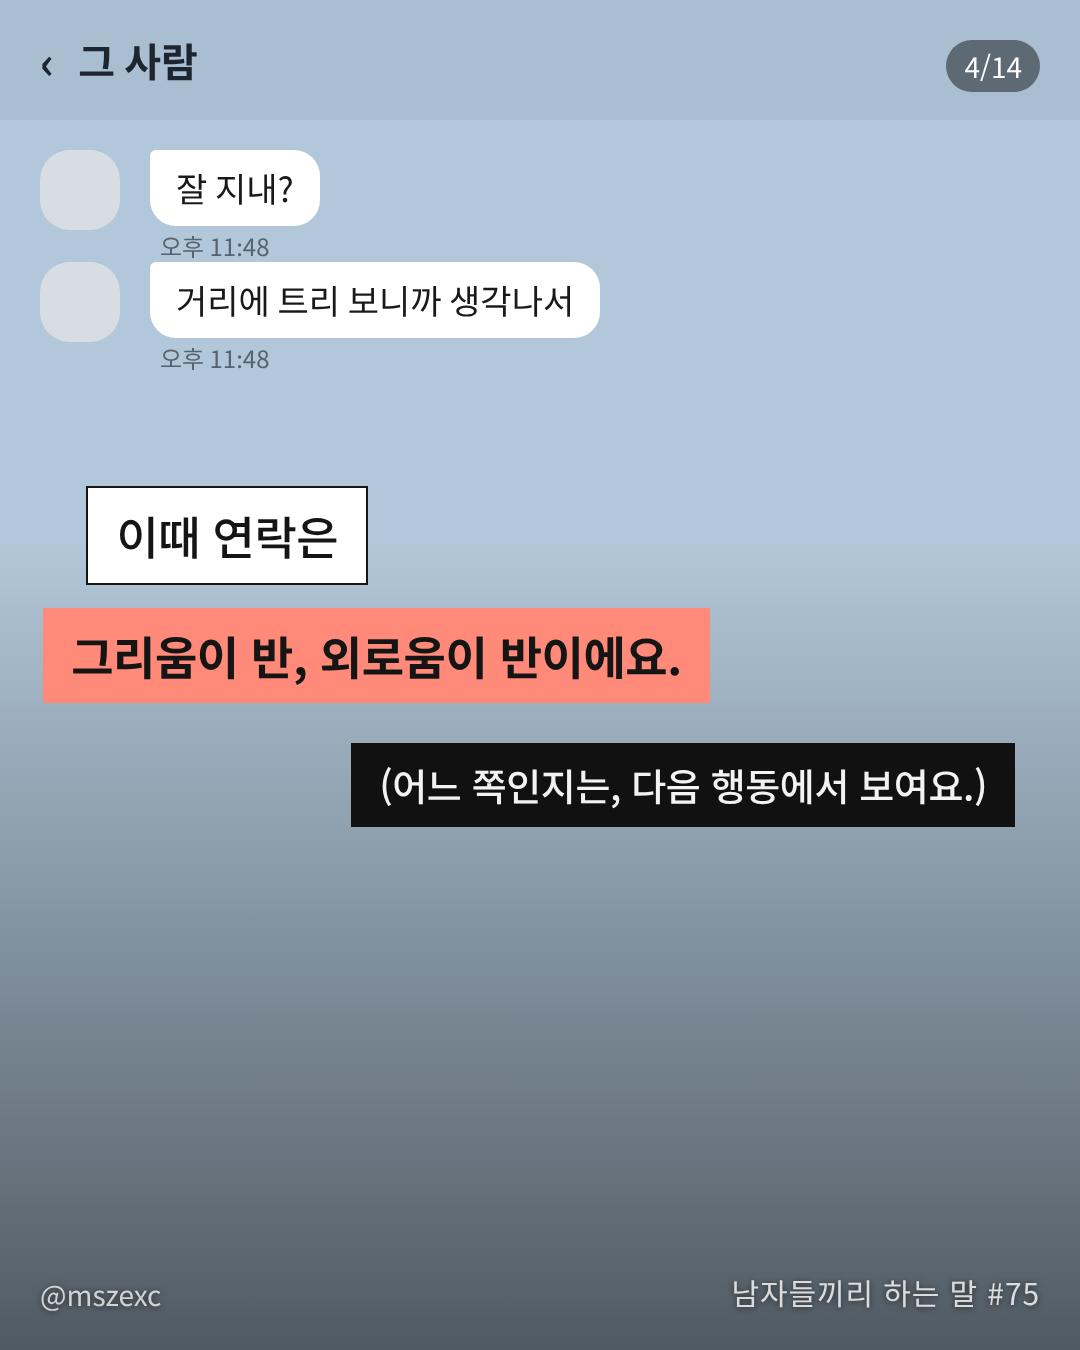 ‹ 그 사람
4/14
잘 지내?
오후 11:48
거리에 트리 보니까 생각나서
오후 11:48
이때 연락은
그리움이 반, 외로움이 반이에요.
(어느 쪽인지는, 다음 행동에서 보여요.)
@mszexc
남자들끼리 하는 말 #75